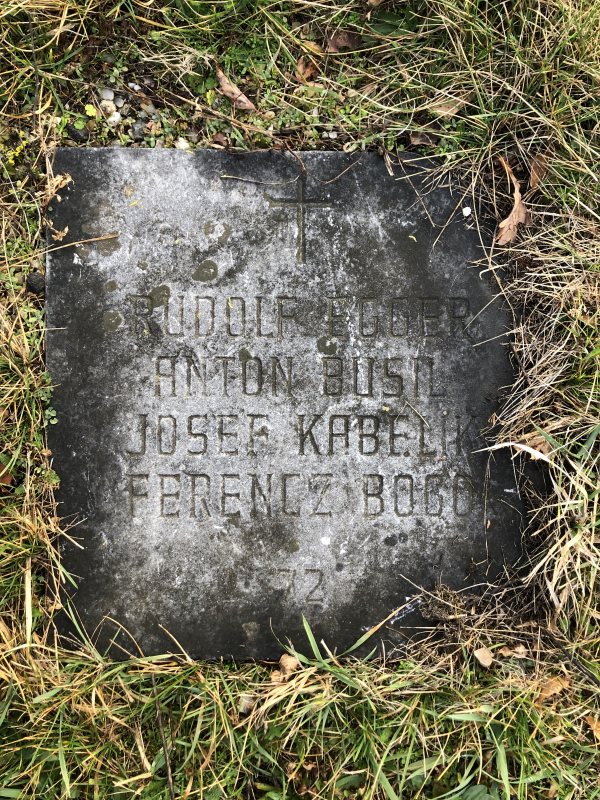 RUDOLF EGGER
ANTON BUSIL
JOSEF KABELIK
FERENCZ BOGO
72